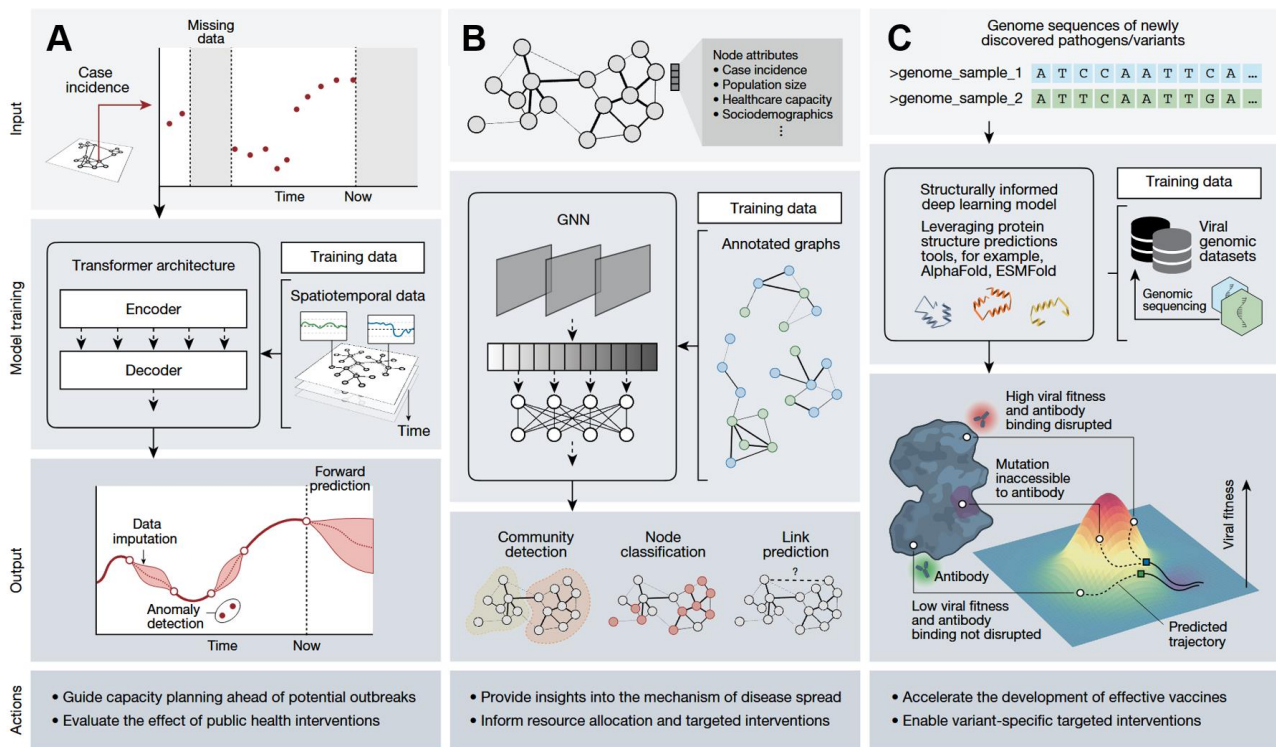 A
Missing
data
Case
incidence
Time
Now
Input
Transformer architecture
Encoder
Decoder
Training data
Spatiotemporal data
Time
Model training
Forward
prediction
Data
imputation
Anomaly
detection
Time
Now
Output
• Guide capacity planning ahead of potential outbreaks
• Evaluate the effect of public health interventions
Actions
B
Node attributes
• Case incidence
• Population size
• Healthcare capacity
• Sociodemographics
⋮
GNN
Training data
Annotated graphs
Community
detection
Node
classification
Link
prediction
?
• Provide insights into the mechanism of disease spread
• Inform resource allocation and targeted interventions
C
Genome sequences of newly
discovered pathogens/variants
>genome_sample_1 A T C C A A T T C A ...
>genome_sample_2 A T T C A A T T G A ...
Structurally informed
deep learning model
Leveraging protein
structure predictions
tools, for example,
AlphaFold, ESMFold
Training data
Viral
genomic
datasets
Genomic
sequencing
High viral fitness
and antibody
binding disrupted
Mutation
inaccessible
to antibody
Antibody
Low viral fitness
and antibody
binding not disrupted
Predicted
trajectory
Viral fitness
• Accelerate the development of effective vaccines
• Enable variant-specific targeted interventions